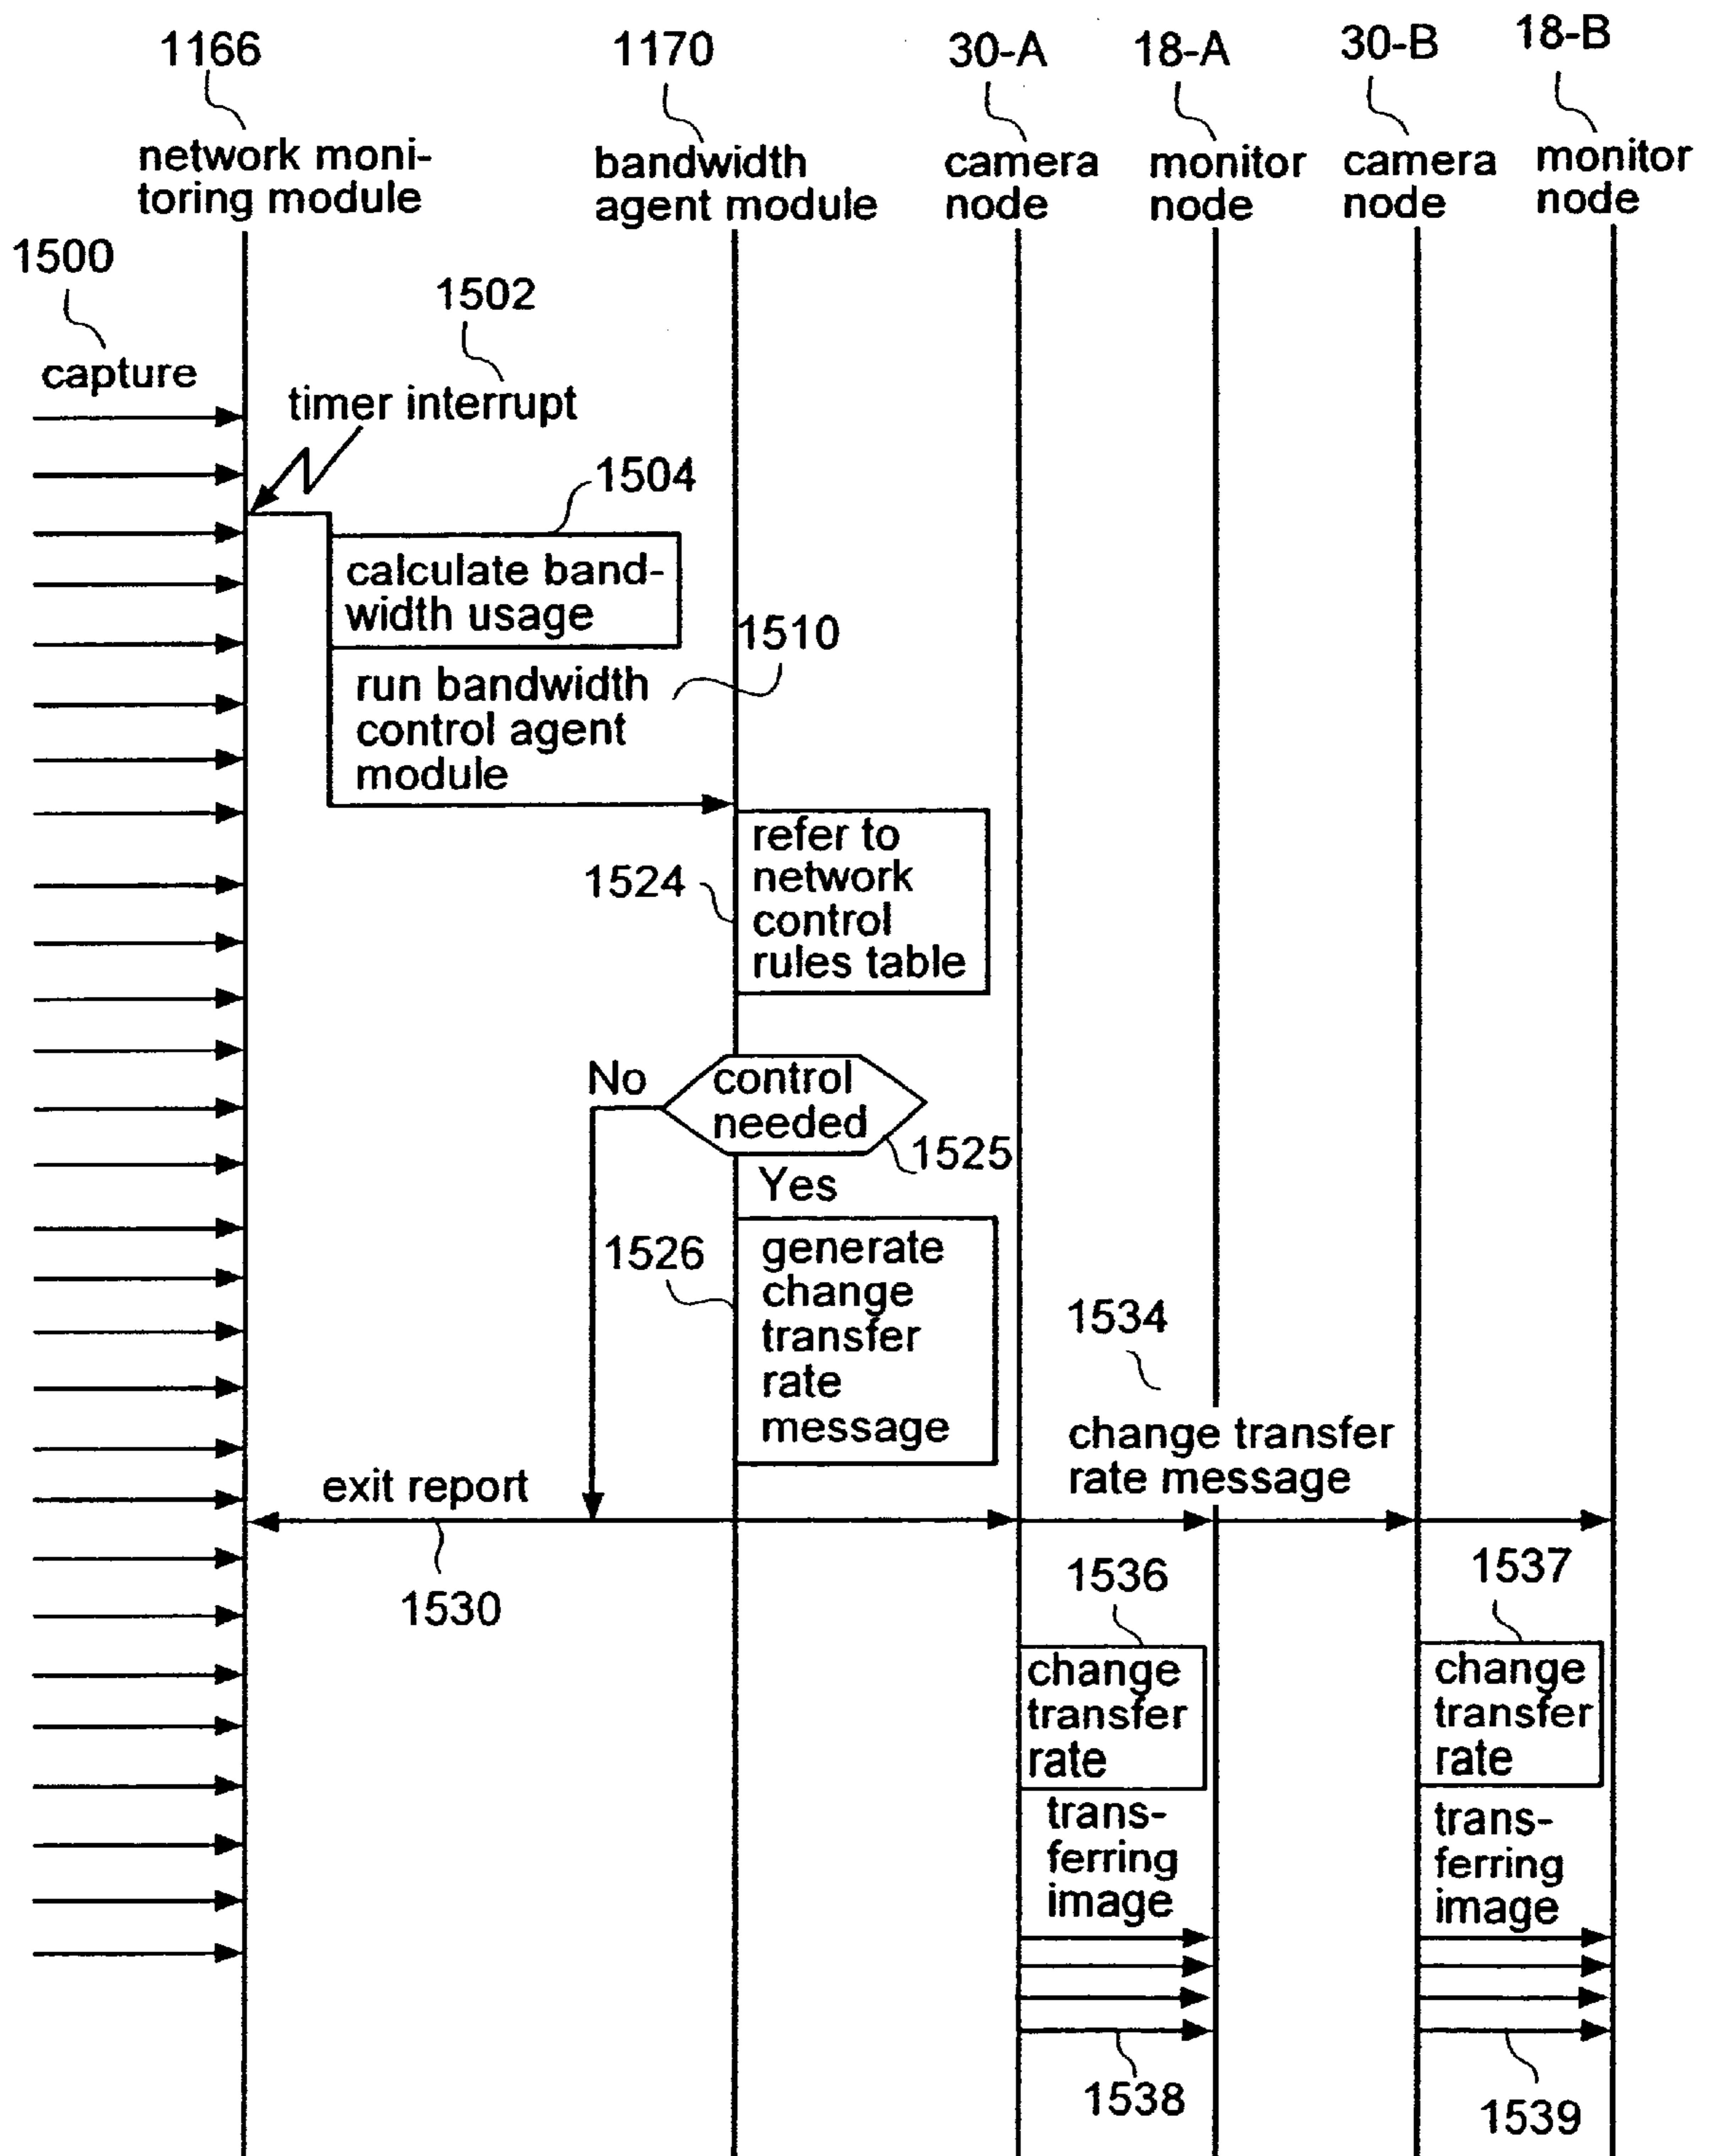 1166
1170
30-A
18-A
30-B
18-B
network moni-
toring module
bandwidth
agent module
camera
node
monitor
node
camera
node
monitor
node
1500
capture
1502
timer interrupt
1504
calculate band-
width usage
1510
run bandwidth
control agent
module
1524
refer to
network
control
rules table
No
control
needed
1525
Yes
1526
generate
change
transfer
rate
message
1534
change transfer
rate message
exit report
1530
1536
change
transfer
rate
1537
change
transfer
rate
trans-
ferring
image
trans-
ferring
image
1538
1539